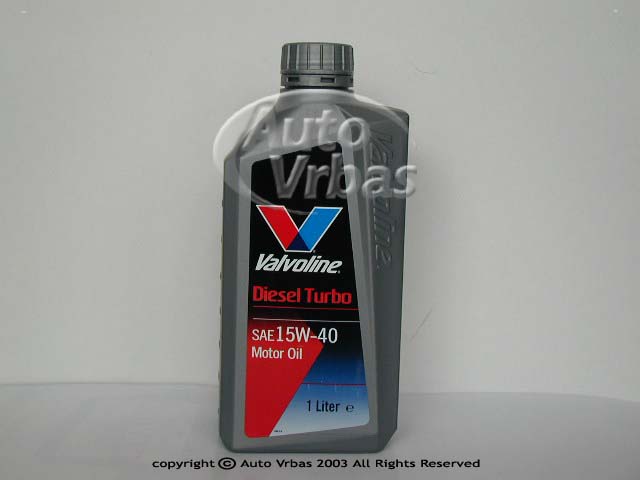 Auto
Vrbas
Valvoline
Valvoline
Diesel Turbo
SAE 15W-40
Motor Oil
1 Liter e
copyright © Auto Vrbas 2003 All Rights Reserved